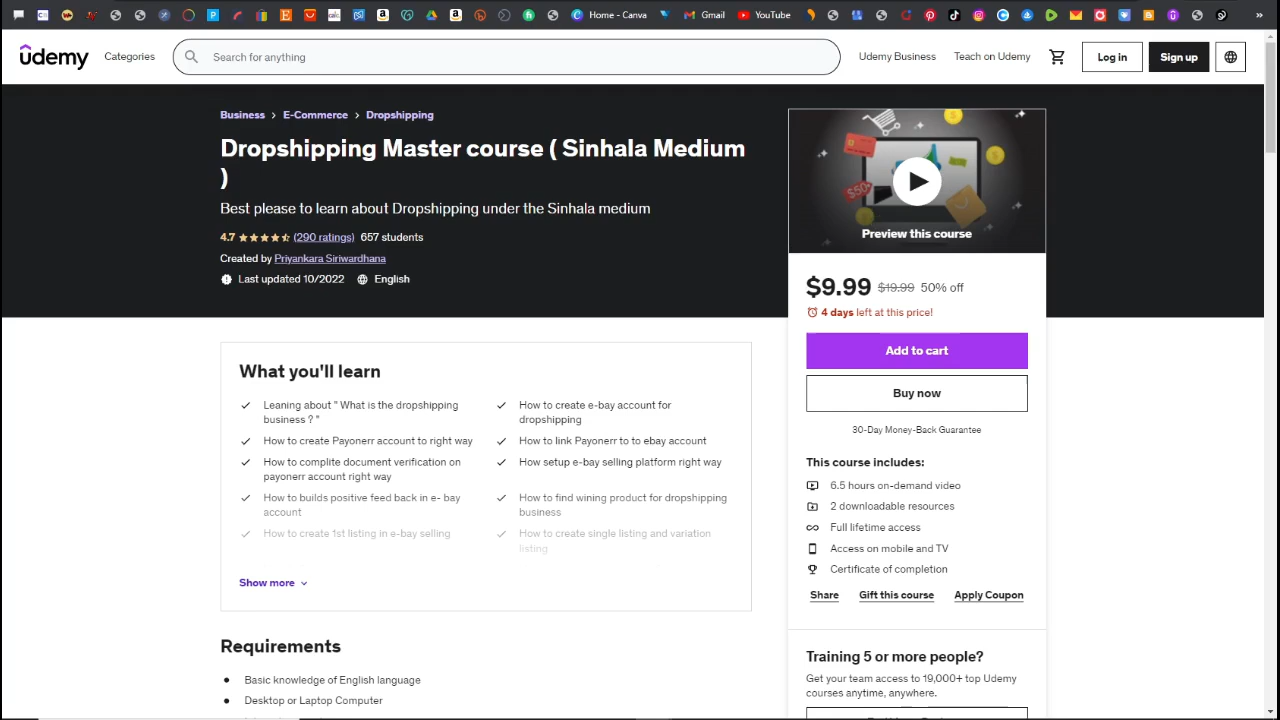 Home - Canva
Gmail
YouTube
»
ûdemy
Categories
Search for anything
Udemy Business
Teach on Udemy
Log in
Sign up
Business > E-Commerce > Dropshipping
Dropshipping Master course ( Sinhala Medium
)
Best please to learn about Dropshipping under the Sinhala medium
4.7 (290 ratings) 657 students
Created by Priyankara Siriwardhana
Last updated 10/2022 English
Preview this course
$9.99 $19.99 50% off
4 days left at this price!
Add to cart
Buy now
30-Day Money-Back Guarantee
This course includes:
6.5 hours on-demand video
2 downloadable resources
Full lifetime access
Access on mobile and TV
Certificate of completion
Share
Gift this course
Apply Coupon
Training 5 or more people?
Get your team access to 19,000+ top Udemy
courses anytime, anywhere.
What you'll learn
Leaning about " What is the dropshipping
business ? "
How to create Payonerr account to right way
How to complite document verification on
payonerr account right way
How to builds positive feed back in e- bay
account
How to create 1st listing in e-bay selling
How to create e-bay account for
dropshipping
How to link Payonerr to to ebay account
How setup e-bay selling platform right way
How to find wining product for dropshipping
business
How to create single listing and variation
listing
Show more
Requirements
Basic knowledge of English language
Desktop or Laptop Computer